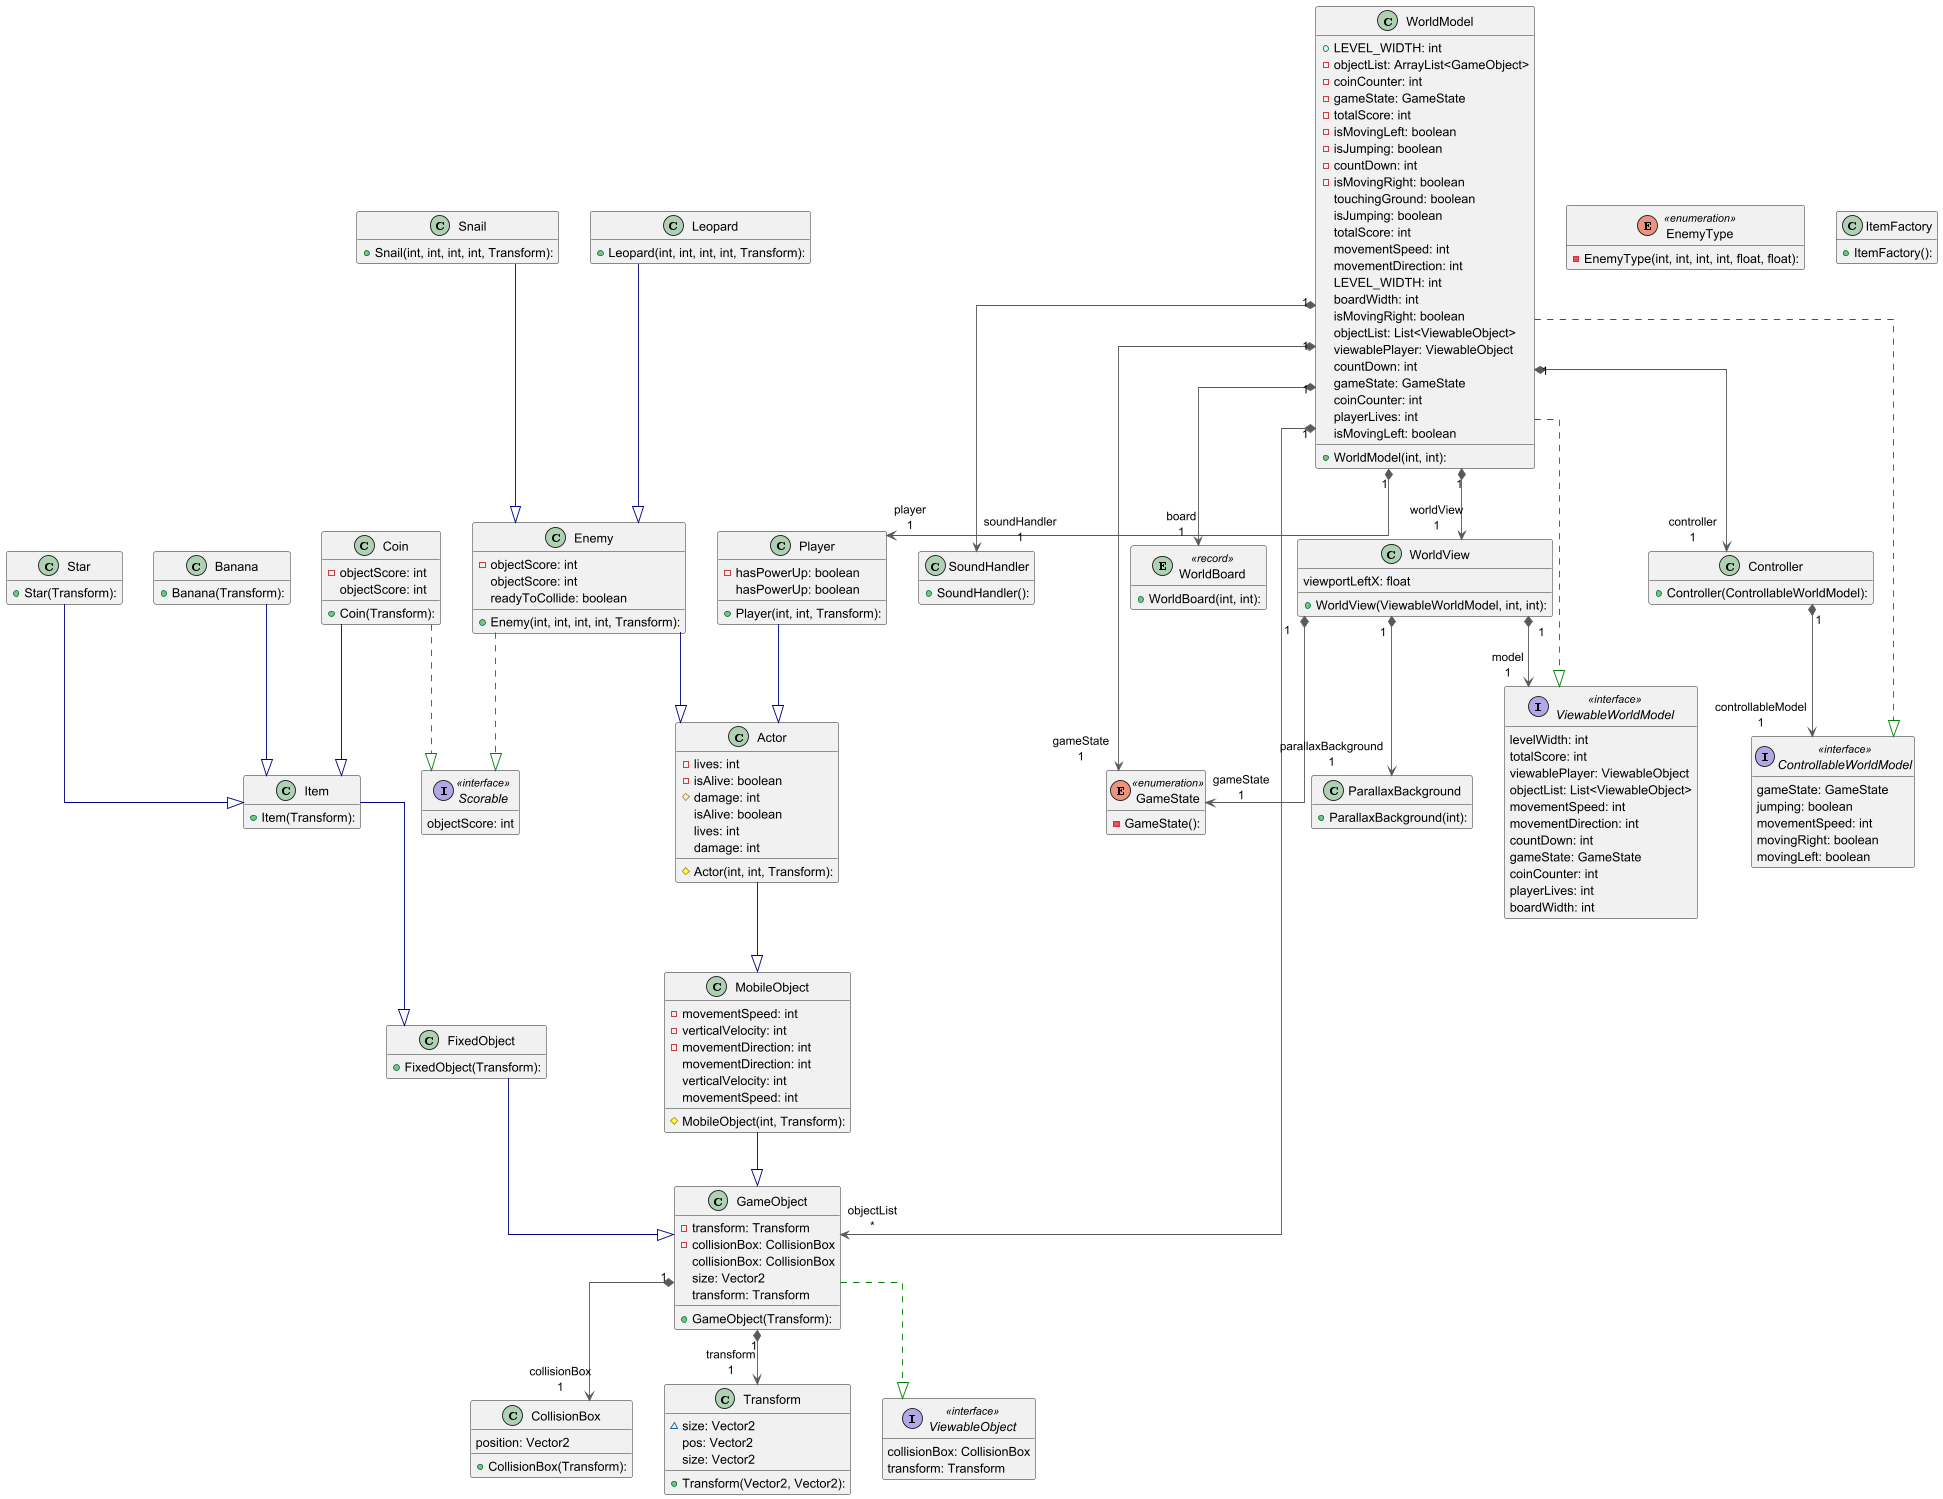 C WorldModel
LEVEL_WIDTH: int
objectList: ArrayList<GameObject>
coinCounter: int
gameState: GameState
totalScore: int
isMovingLeft: boolean
isJumping: boolean
countDown: int
isMovingRight: boolean
touchingGround: boolean
isJumping: boolean
totalScore: int
movementSpeed: int
movementDirection: int
LEVEL_WIDTH: int
boardWidth: int
isMovingRight: boolean
objectList: List<ViewableObject>
viewablePlayer: ViewableObject
countDown: int
gameState: GameState
coinCounter: int
playerLives: int
isMovingLeft: boolean
WorldModel(int, int):
C Snail
Snail(int, int, int, int, Transform):
C Leopard
Leopard(int, int, int, int, Transform):
E «enumeration»
EnemyType
EnemyType(int, int, int, int, float, float):
C ItemFactory
ItemFactory():
1
1
1
1
1
1
1
player
1
soundHandler
1
board
1
worldView
1
controller
1
C Star
Star(Transform):
C Banana
Banana(Transform):
C Coin
objectScore: int
objectScore: int
Coin(Transform):
C Enemy
objectScore: int
objectScore: int
readyToCollide: boolean
Enemy(int, int, int, int, Transform):
C Player
hasPowerUp: boolean
hasPowerUp: boolean
Player(int, int, Transform):
C SoundHandler
SoundHandler():
E «record»
WorldBoard
WorldBoard(int, int):
C WorldView
viewportLeftX: float
WorldView(ViewableWorldModel, int, int):
C Controller
Controller(ControllableWorldModel):
1
1
1
1
model
1
controllableModel
1
gameState
1
parallaxBackground
1
gameState
1
C Item
Item(Transform):
I «interface»
Scorable
objectScore: int
C Actor
lives: int
isAlive: boolean
damage: int
isAlive: boolean
lives: int
damage: int
Actor(int, int, Transform):
E «enumeration»
GameState
GameState():
C ParallaxBackground
ParallaxBackground(int):
I «interface»
ViewableWorldModel
levelWidth: int
totalScore: int
viewablePlayer: ViewableObject
objectList: List<ViewableObject>
movementSpeed: int
movementDirection: int
countDown: int
gameState: GameState
coinCounter: int
playerLives: int
boardWidth: int
I «interface»
ControllableWorldModel
gameState: GameState
jumping: boolean
movementSpeed: int
movingRight: boolean
movingLeft: boolean
C FixedObject
FixedObject(Transform):
C MobileObject
movementSpeed: int
verticalVelocity: int
movementDirection: int
movementDirection: int
verticalVelocity: int
movementSpeed: int
MobileObject(int, Transform):
C GameObject
transform: Transform
collisionBox: CollisionBox
collisionBox: CollisionBox
size: Vector2
transform: Transform
GameObject(Transform):
objectList
*
1
1
collisionBox
1
transform
1
C CollisionBox
position: Vector2
CollisionBox(Transform):
C Transform
size: Vector2
pos: Vector2
size: Vector2
Transform(Vector2, Vector2):
I «interface»
ViewableObject
collisionBox: CollisionBox
transform: Transform